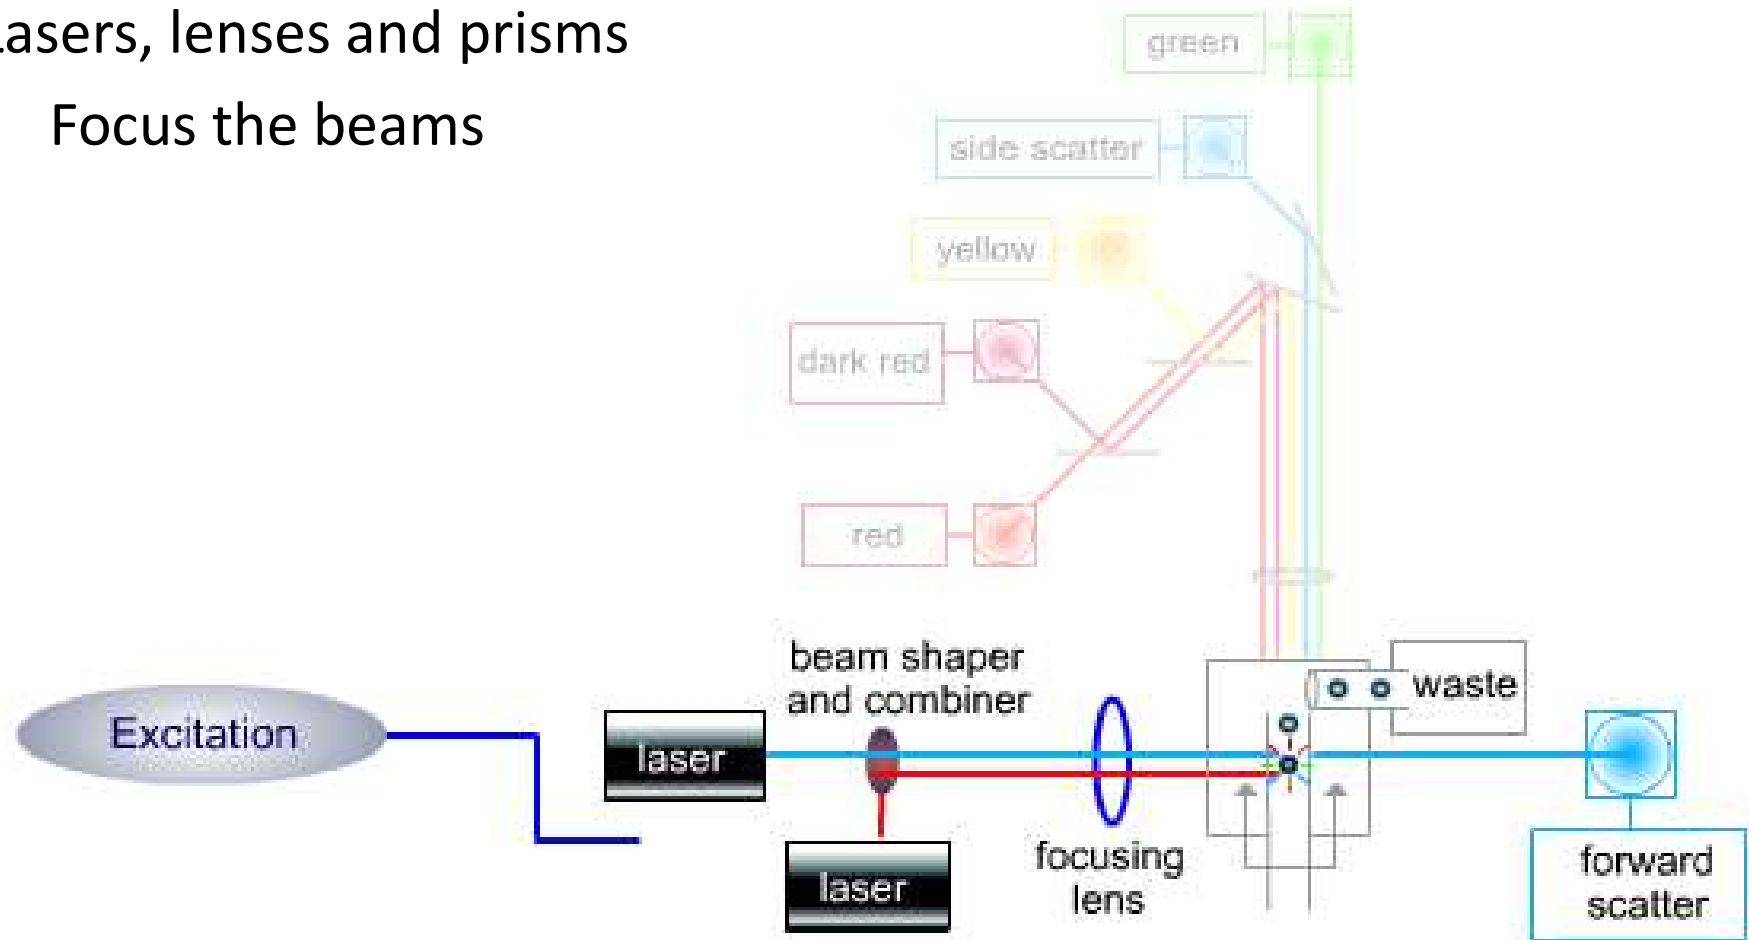 Lasers, lenses and prisms
Focus the beams
green
side scatter
yellow
dark red
red
beam shaper
and combiner
waste
Excitation
laser
laser
focusing
lens
forward
scatter